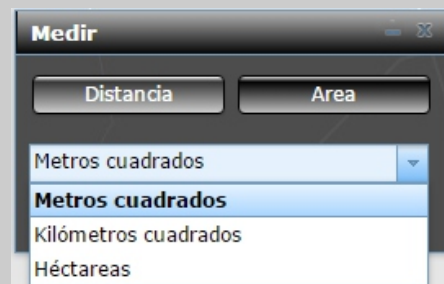 Medir
Distancia Area
Metros cuadrados
Metros cuadrados
Kilómetros cuadrados
Héctareas